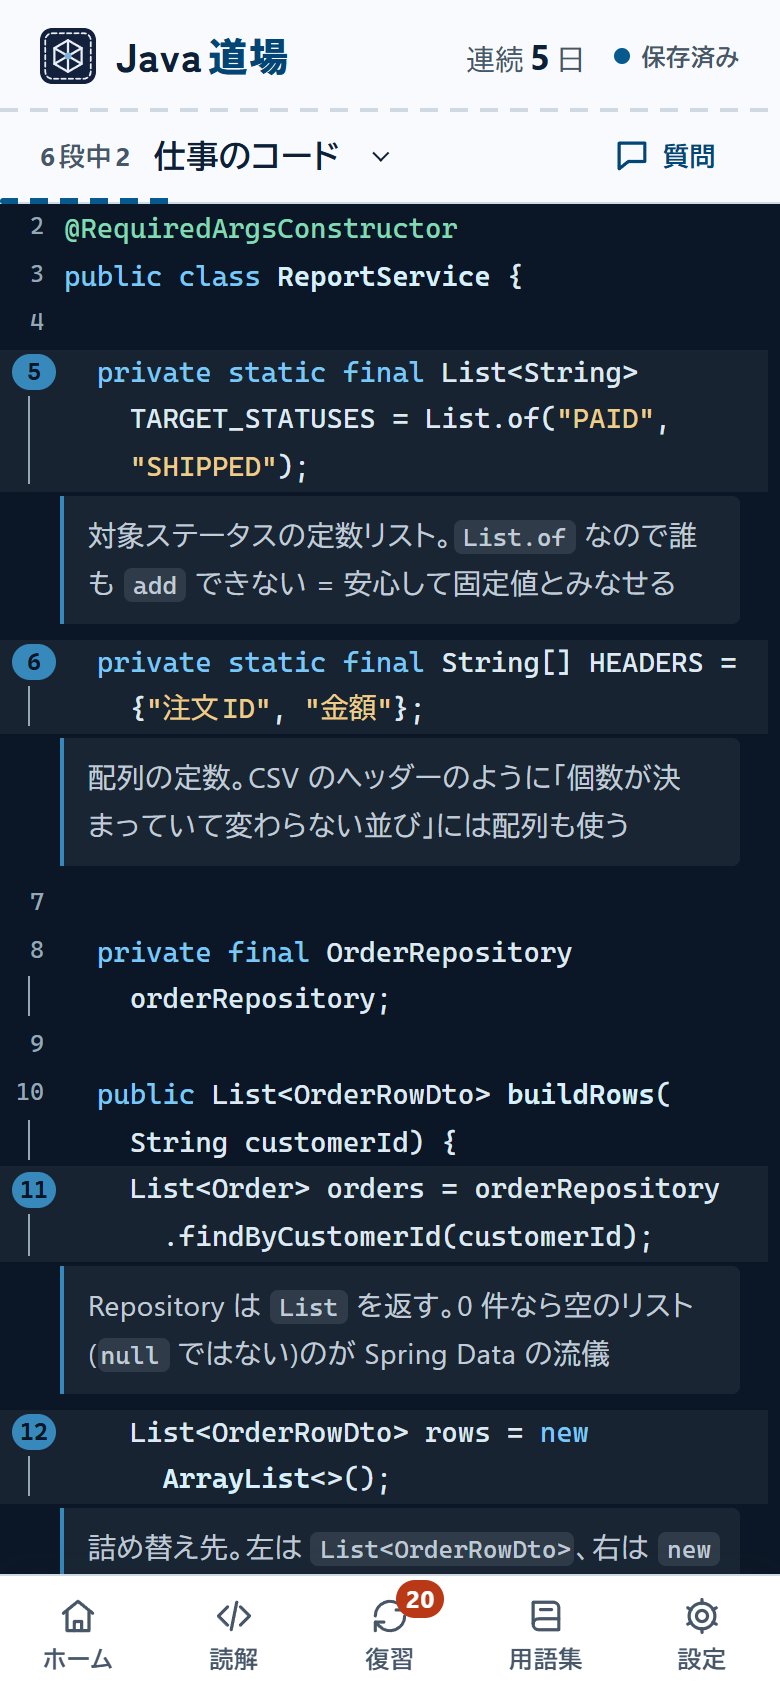 Java道場
連続 5 日
保存済み
6段中2 仕事のコード
質問
2 @RequiredArgsConstructor
3 public class ReportService {
4
5 private static final List<String>
TARGET_STATUSES = List.of("PAID",
"SHIPPED");
対象ステータスの定数リスト。List.of なので誰
も add できない = 安心して固定値とみなせる
6 private static final String[] HEADERS =
{"注文ID", "金額"};
配列の定数。CSV のヘッダーのように「個数が決
まっていて変わらない並び」には配列も使う
7
8 private final OrderRepository
orderRepository;
9
10 public List<OrderRowDto> buildRows(
String customerId) {
11 List<Order> orders = orderRepository
.findByCustomerId(customerId);
Repository は List を返す。0 件なら空のリスト
(null ではない)のが Spring Data の流儀
12 List<OrderRowDto> rows = new
ArrayList<>();
詰め替え先。左は List<OrderRowDto>、右は new
20
ホーム 読解 復習 用語集 設定